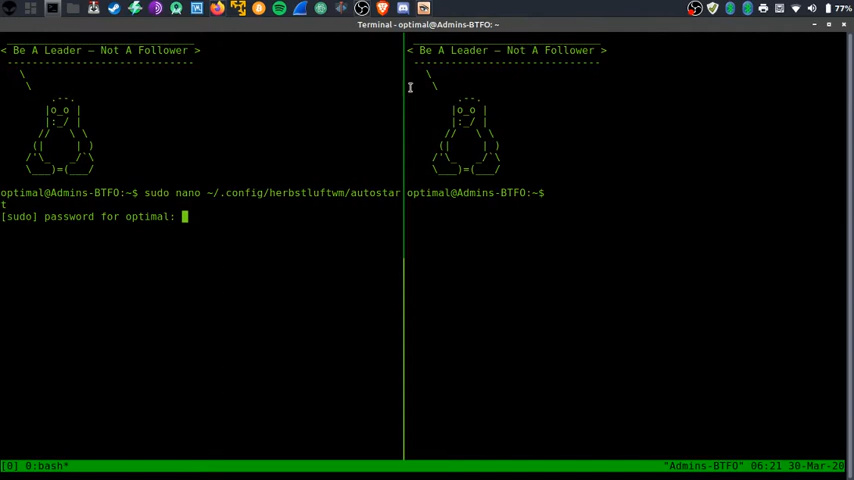 77%
Terminal - optimal@Admins-BTFO: ~
< Be A Leader – Not A Follower >
optimal@Admins-BTFO:~$ sudo nano ~/.config/herbstluftwm/autostar
t
[sudo] password for optimal:
< Be A Leader – Not A Follower >
optimal@Admins-BTFO:~$
[0] 0:bash*
"Admins-BTFO" 06:21 30-Mar-20